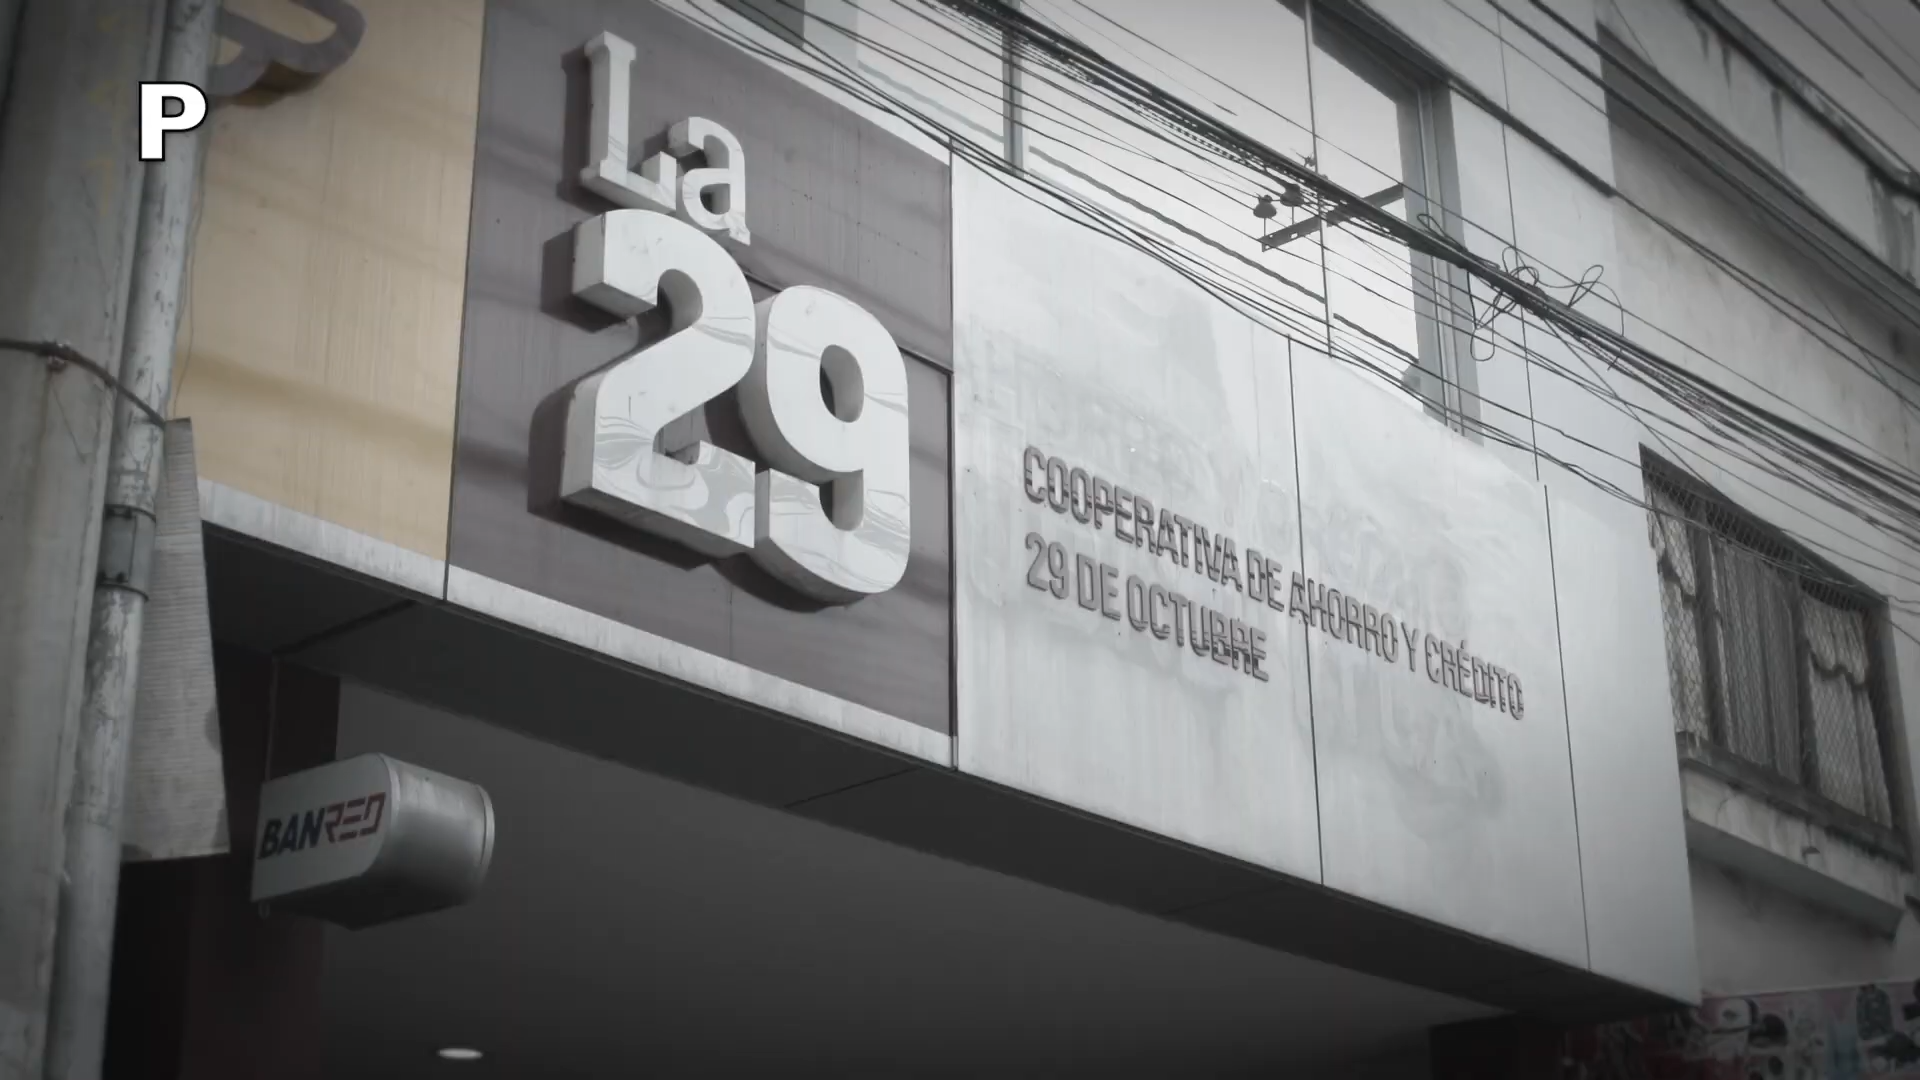 P
La
29
COOPERATIVA DE AHORRO Y CRÉDITO
29 DE OCTUBRE
BANRED